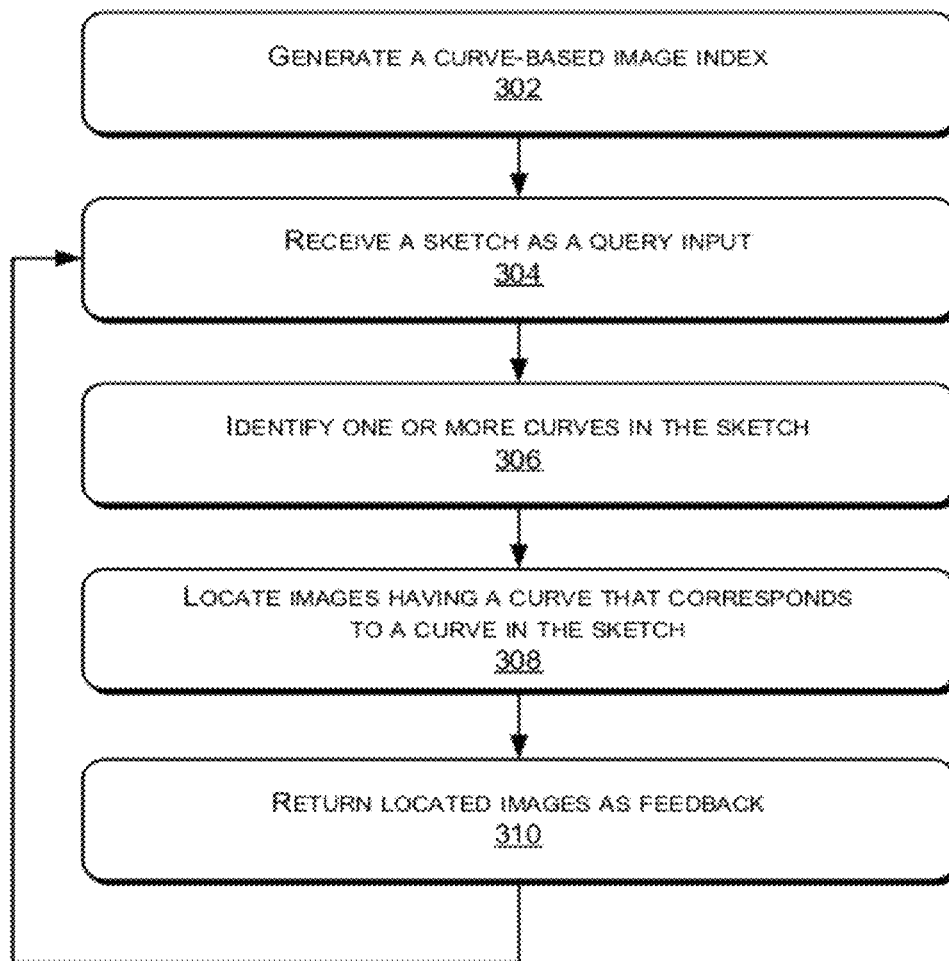 GENERATE A CURVE-BASED IMAGE INDEX
302
RECEIVE A SKETCH AS A QUERY INPUT
304
IDENTIFY ONE OR MORE CURVES IN THE SKETCH
306
LOCATE IMAGES HAVING A CURVE THAT CORRESPONDS
TO A CURVE IN THE SKETCH
308
RETURN LOCATED IMAGES AS FEEDBACK
310